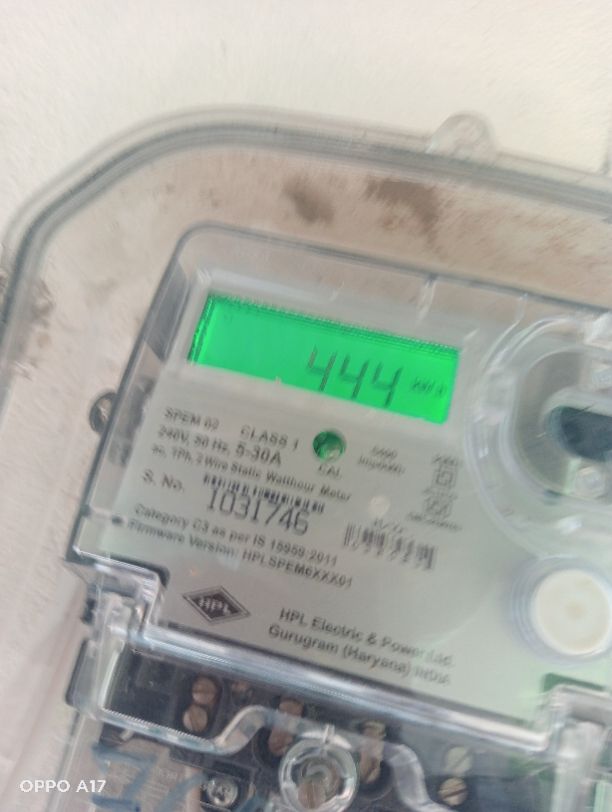 444 kWh
SPEM 02 CLASS 1
240V, 50 Hz, 5-30A
CAL
ac, 1Ph, 2 Wire Static Watthour Meter
S. No.
1031746
Category C3 as per IS 15959:2011
Firmware Version: HPLSPEM6XXX01
HPL
HPL Electric & Power Ltd.
Gurugram (Haryana) INDIA
OPPO A17